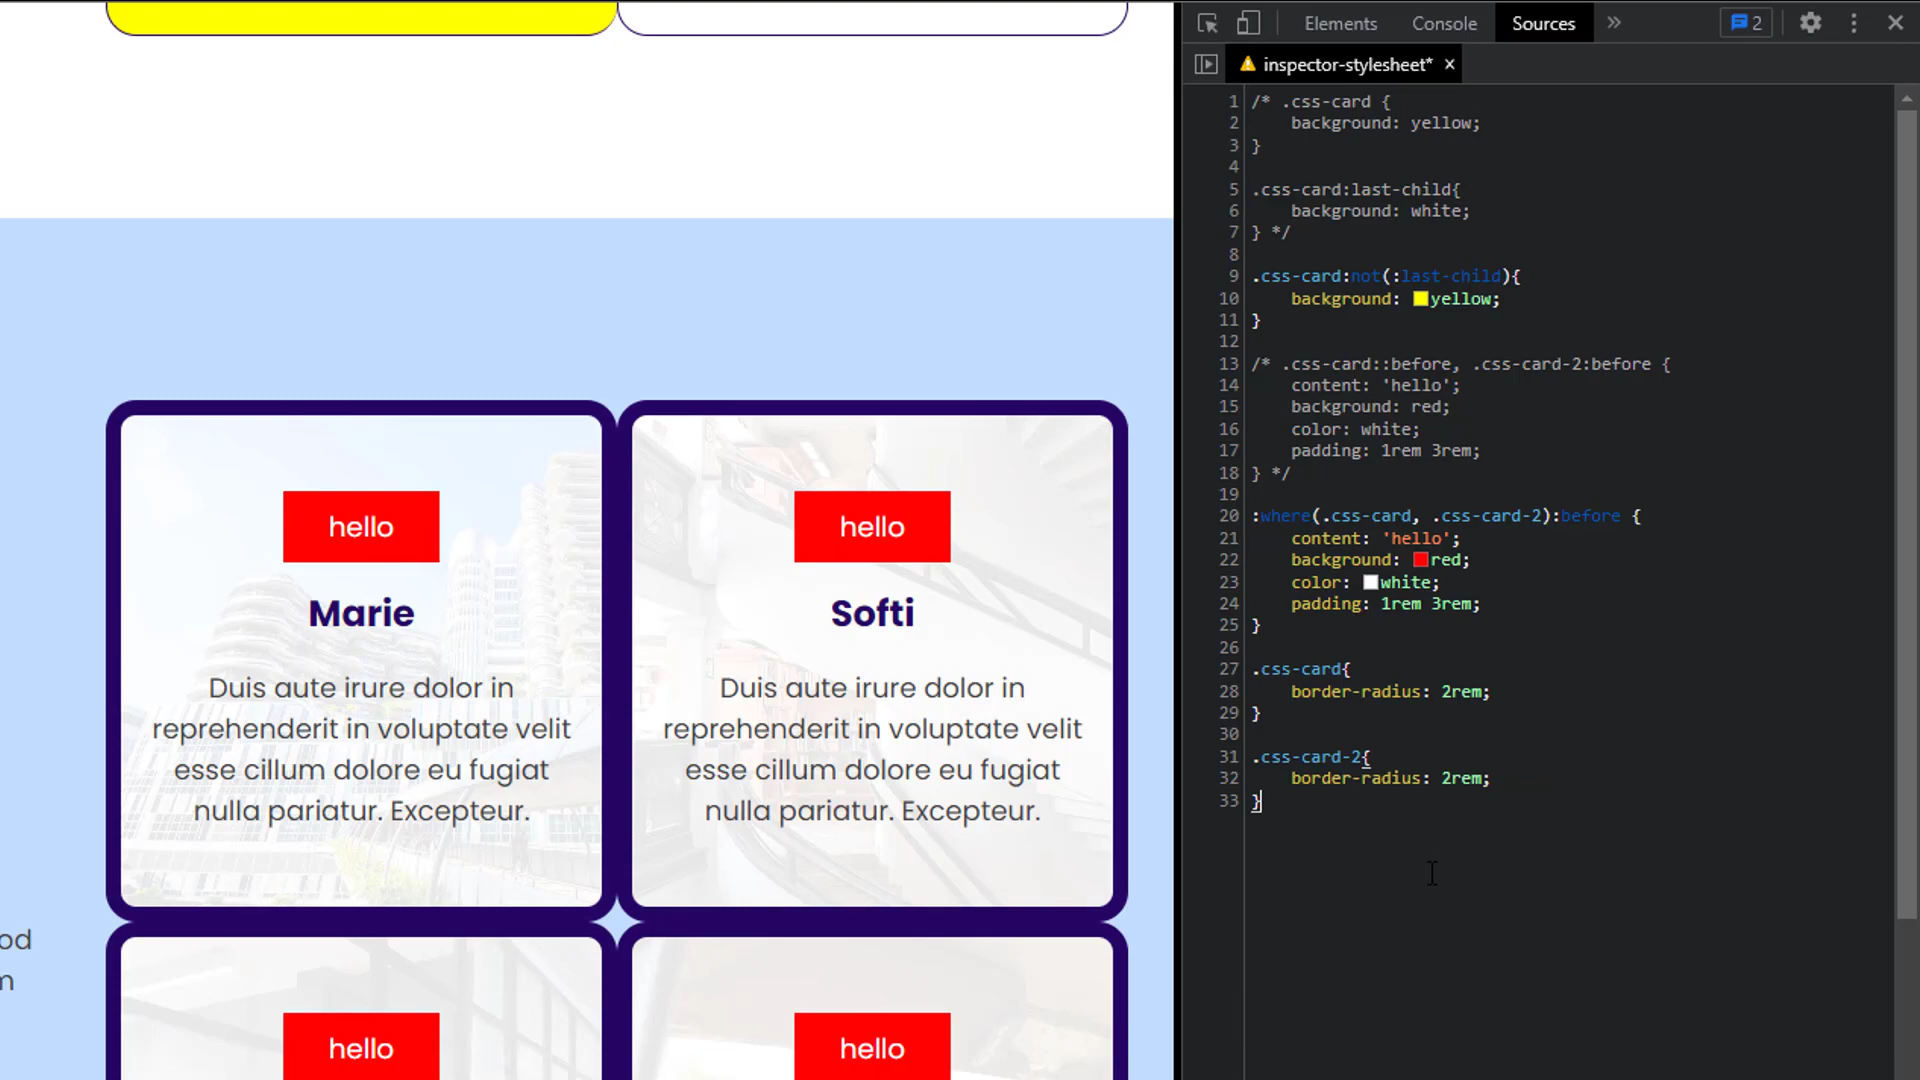 Elements Console Sources » 2
inspector-stylesheet* ×
1 /* .css-card {
2 background: yellow;
3 }
4
5 .css-card:last-child{
6 background: white;
7 } */
8
9 .css-card:not(:last-child){
10 background: yellow;
11 }
12
13 /* .css-card::before, .css-card-2:before {
14 content: 'hello';
15 background: red;
16 color: white;
17 padding: 1rem 3rem;
18 } */
19
20 :where(.css-card, .css-card-2):before {
21 content: 'hello';
22 background: red;
23 color: white;
24 padding: 1rem 3rem;
25 }
26
27 .css-card{
28 border-radius: 2rem;
29 }
30
31 .css-card-2{
32 border-radius: 2rem;
33 }
hello
Marie
Duis aute irure dolor in
reprehenderit in voluptate velit
esse cillum dolore eu fugiat
nulla pariatur. Excepteur.
hello
Softi
Duis aute irure dolor in
reprehenderit in voluptate velit
esse cillum dolore eu fugiat
nulla pariatur. Excepteur.
od
m
hello
hello